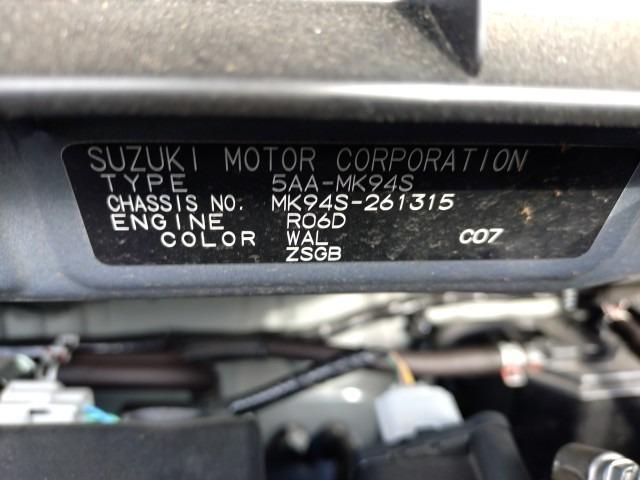 SUZUKI MOTOR CORPORATION
TYPE 5AA-MK94S
CHASSIS NO. MK94S-261315
ENGINE R06D
COLOR WAL C07
ZSGB